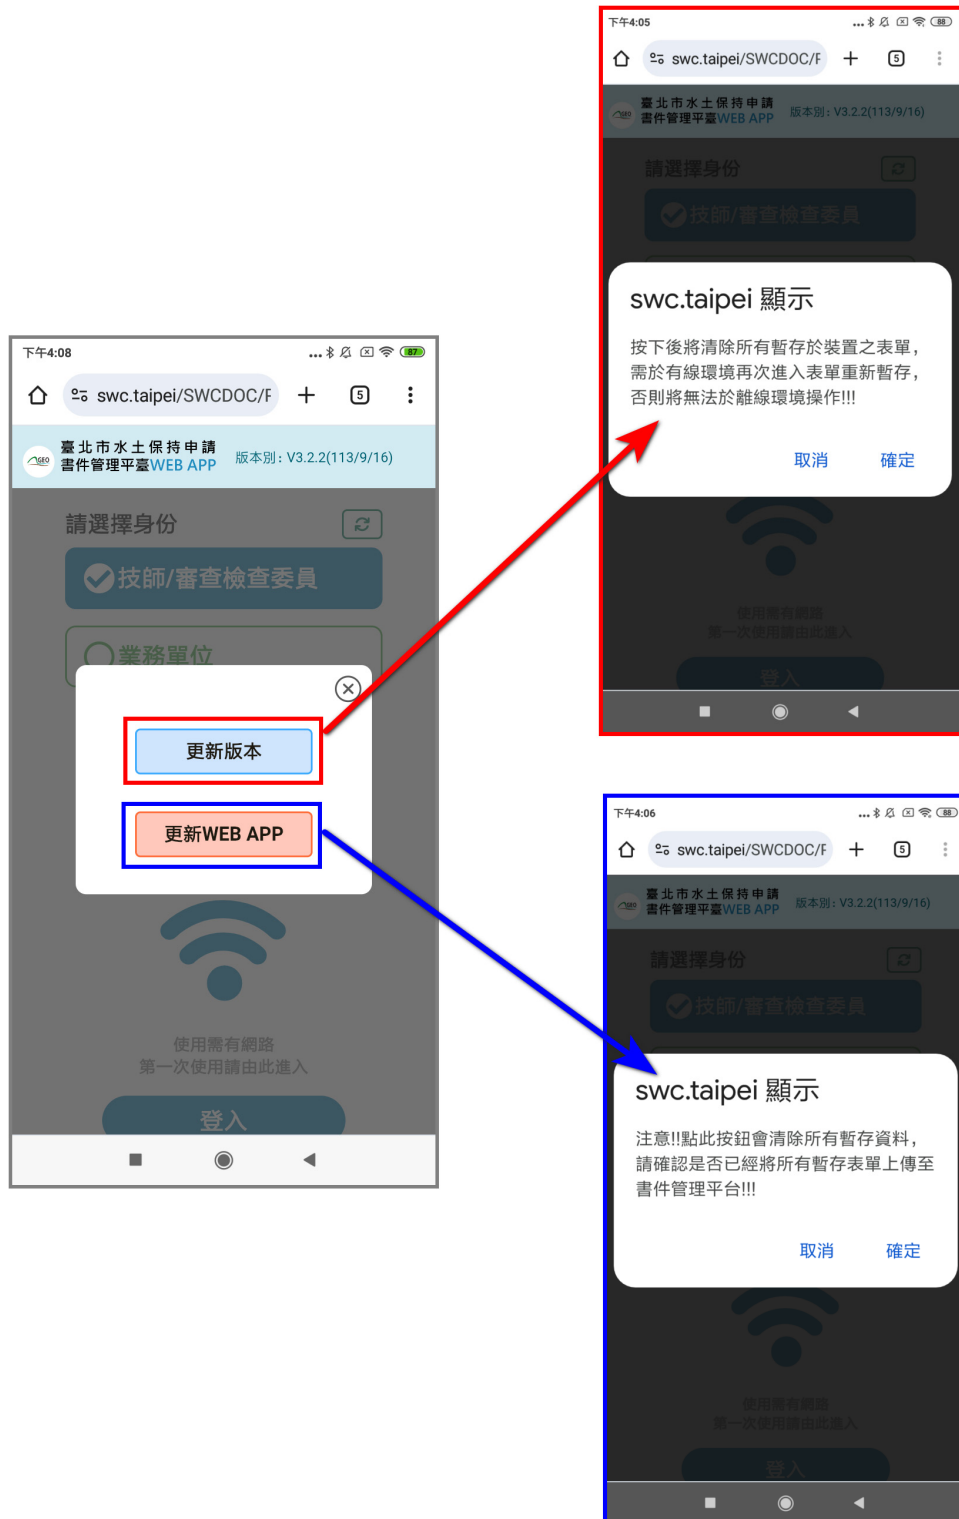 下午4:05
88
swc.taipei/SWCDOC/F
5
臺北市水土保持申請
書件管理平臺WEB APP
版本別：V3.2.2(113/9/16)
請選擇身份
技師/審查檢查委員
swc.taipei 顯示
按下後將清除所有暫存於裝置之表單，
需於有線環境再次進入表單重新暫存，
否則將無法於離線環境操作!!!
取消
確定
使用需有網路
第一次使用請由此進入
登入
下午4:08
87
swc.taipei/SWCDOC/F
5
GEO
臺北市水土保持申請
書件管理平臺WEB APP
版本別：V3.2.2(113/9/16)
請選擇身份
技師/審查檢查委員
業務單位
更新版本
更新WEB APP
使用需有網路
第一次使用請由此進入
登入
下午4:06
88
swc.taipei/SWCDOC/F
5
臺北市水土保持申請
書件管理平臺WEB APP
版本別：V3.2.2(113/9/16)
請選擇身份
技師/審查檢查委員
swc.taipei 顯示
注意!!點此按鈕會清除所有暫存資料，
請確認是否已經將所有暫存表單上傳至
書件管理平台!!!
取消
確定
使用需有網路
第一次使用請由此進入
登入